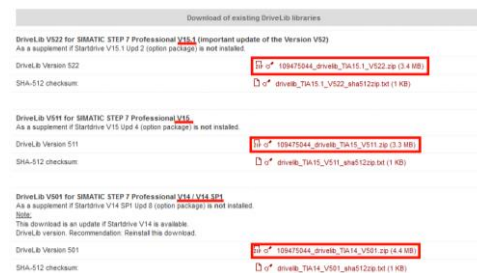 Download of existing DriveLib libraries
DriveLib V522 for SIMATIC STEP 7 Professional V15.1 (important update of the Version V52)
As a supplement if Startdrive V15.1 Upd 2 (option package) is not installed.
DriveLib Version 522 109475044_drivelib_TIA15.1_V522.zip (3.4 MB)
SHA-512 checksum: drivelib_TIA15.1_V522_sha512zip.txt (1 KB)
DriveLib V511 for SIMATIC STEP 7 Professional V15
As a supplement if Startdrive V15 Upd 4 (option package) is not installed.
DriveLib Version 511 109475044_drivelib_TIA15_V511.zip (3.3 MB)
SHA-512 checksum: drivelib_TIA15_V511_sha512zip.txt (1 KB)
DriveLib V501 for SIMATIC STEP 7 Professional V14 / V14 SP1
As a supplement if Startdrive V14 SP1 Upd 8 (option package) is not installed.
Note:
This download is an update if Startdrive V14 is available.
DriveLib version. Recommendation: Reinstall this download.
DriveLib Version 501 109475044_drivelib_TIA14_V501.zip (4.4 MB)
SHA-512 checksum: drivelib_TIA14_V501_sha512zip.txt (1 KB)